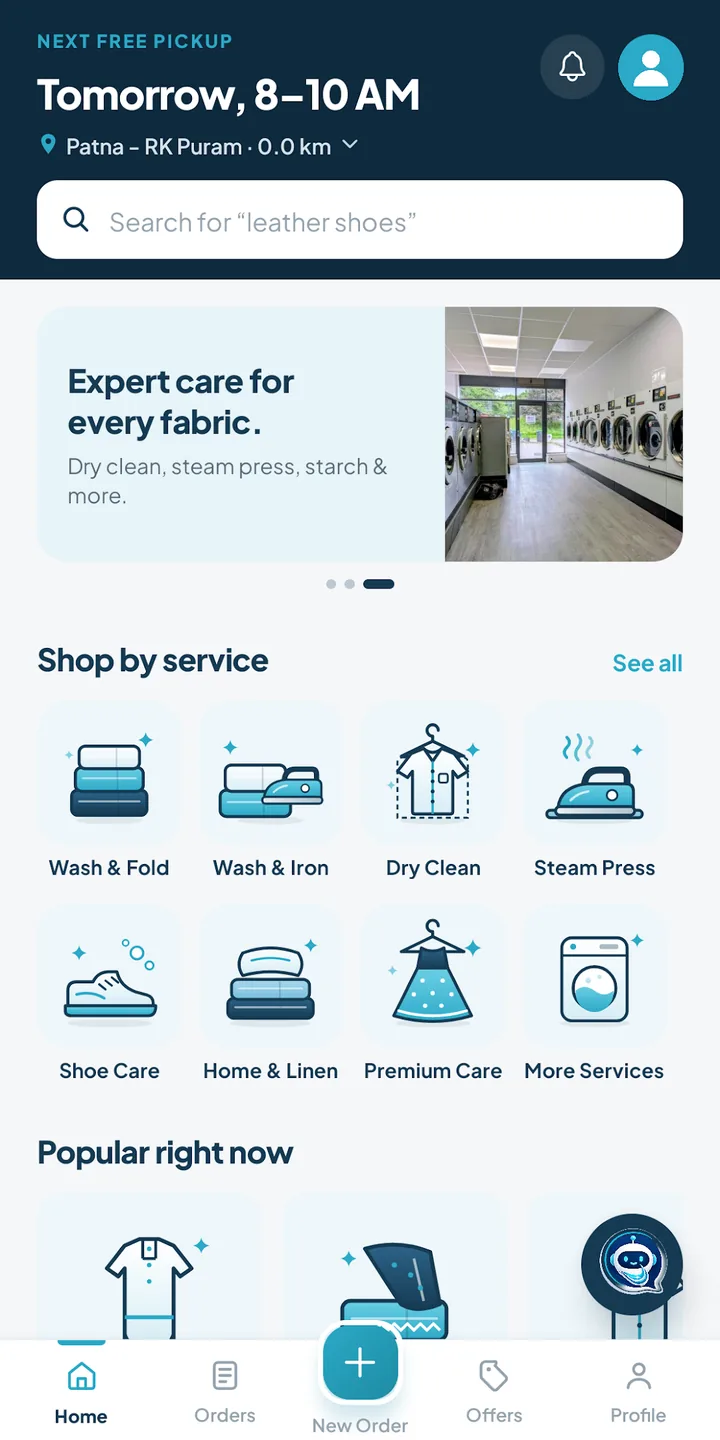 NEXT FREE PICKUP
Tomorrow, 8–10 AM
Patna – RK Puram · 0.0 km
Search for “leather shoes”
Expert care for
every fabric.
Dry clean, steam press, starch &
more.
Shop by service
See all
Wash & Fold
Wash & Iron
Dry Clean
Steam Press
Shoe Care
Home & Linen
Premium Care
More Services
Popular right now
Home
Orders
New Order
Offers
Profile